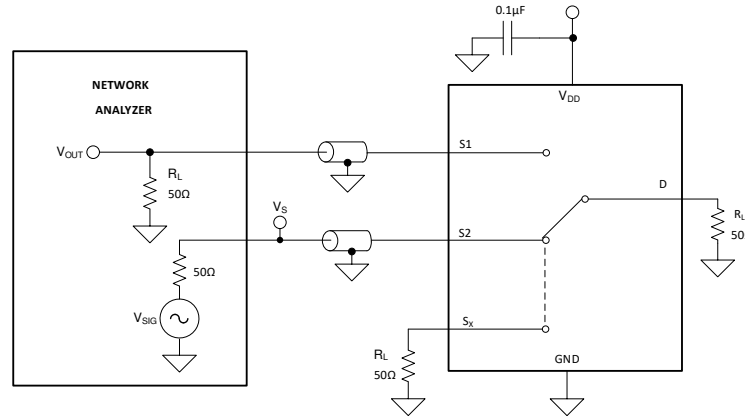 0.1µF
NETWORK
ANALYZER
VDD
VOUT
S1
RL
50Ω
D
VS
RL
50
S2
50Ω
VSIG
SX
RL
50Ω
GND